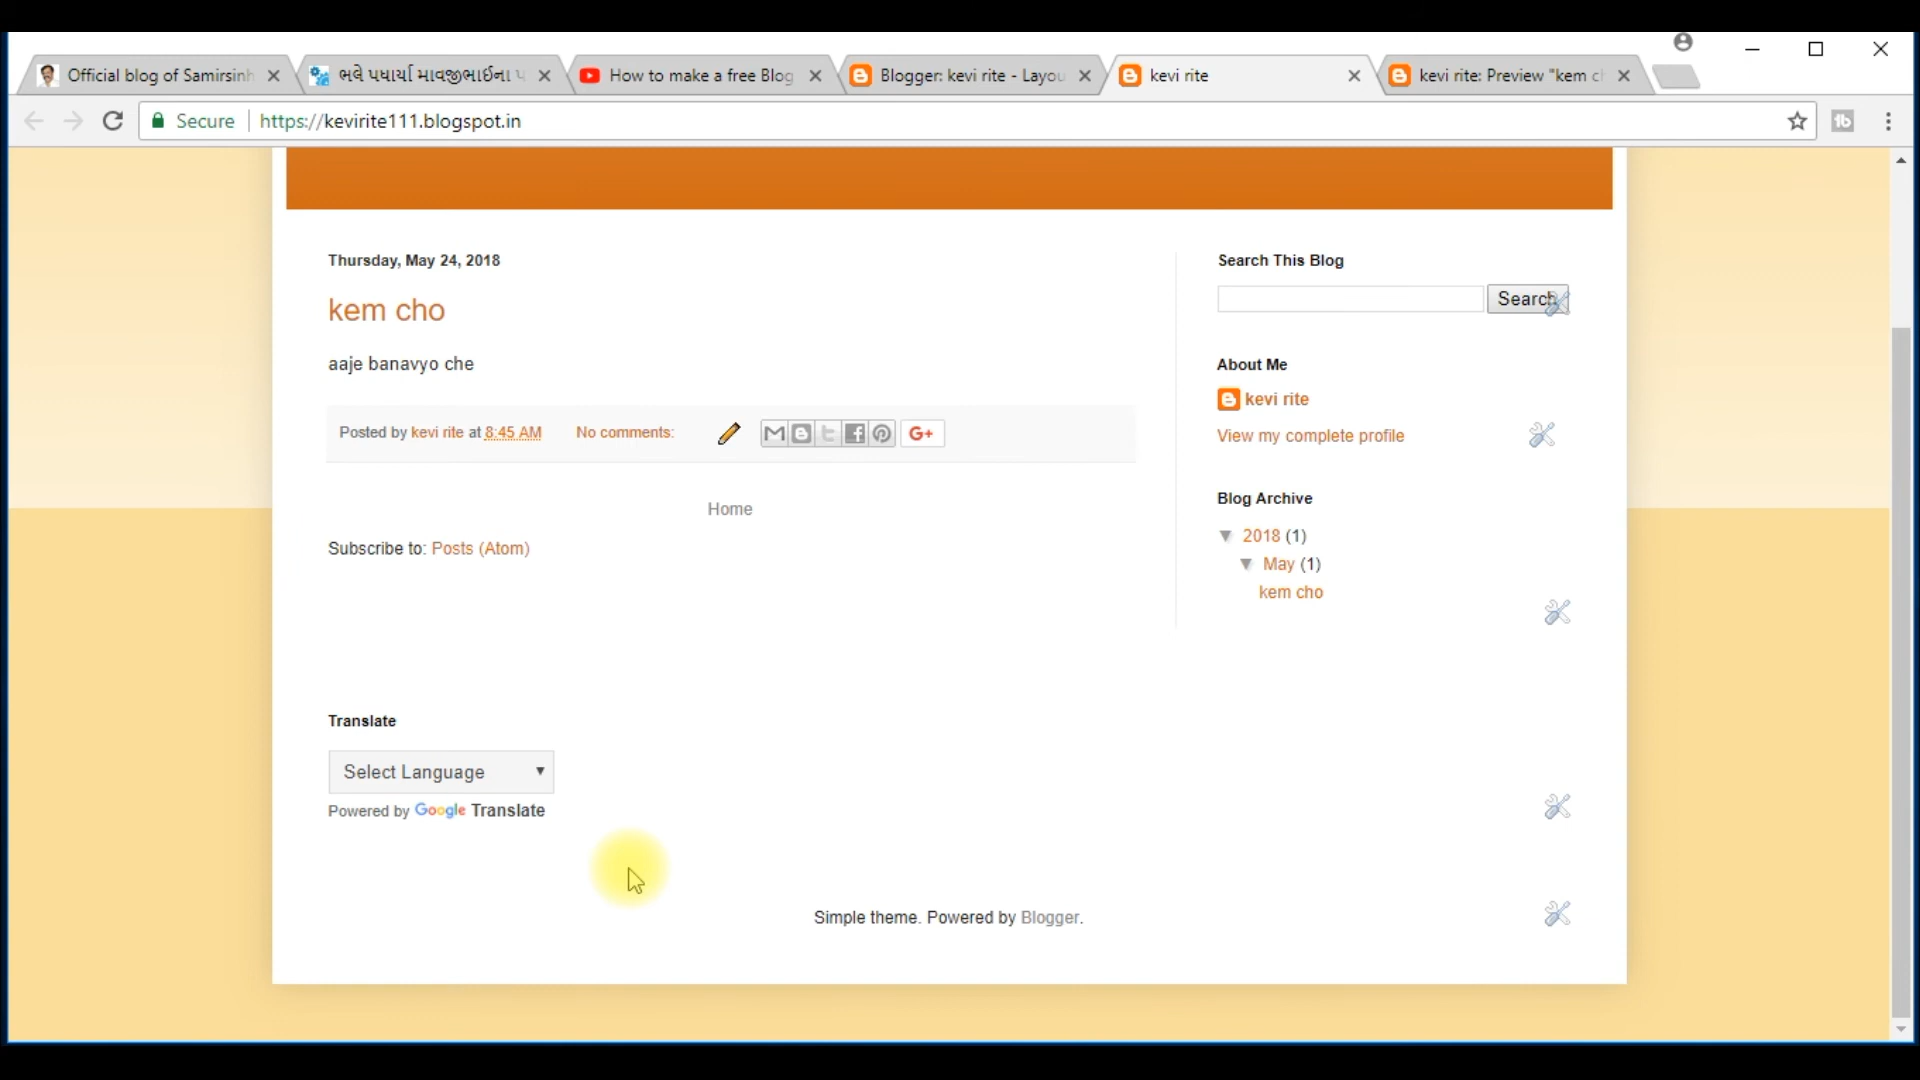 Official blog of Samirsinh
ભલે પધાર્યા માવજીભાઈના પ
How to make a free Blog
Blogger: kevi rite - Layou
kevi rite
kevi rite: Preview "kem ch
Secure
https://kevirite111.blogspot.in
Thursday, May 24, 2018
kem cho
aaje banavyo che
Posted by kevi rite at 8:45 AM No comments:
G+
Home
Subscribe to: Posts (Atom)
Search This Blog
Search
About Me
kevi rite
View my complete profile
Blog Archive
▼ 2018 (1)
▼ May (1)
kem cho
Translate
Select Language
Powered by Google Translate
Simple theme. Powered by Blogger.